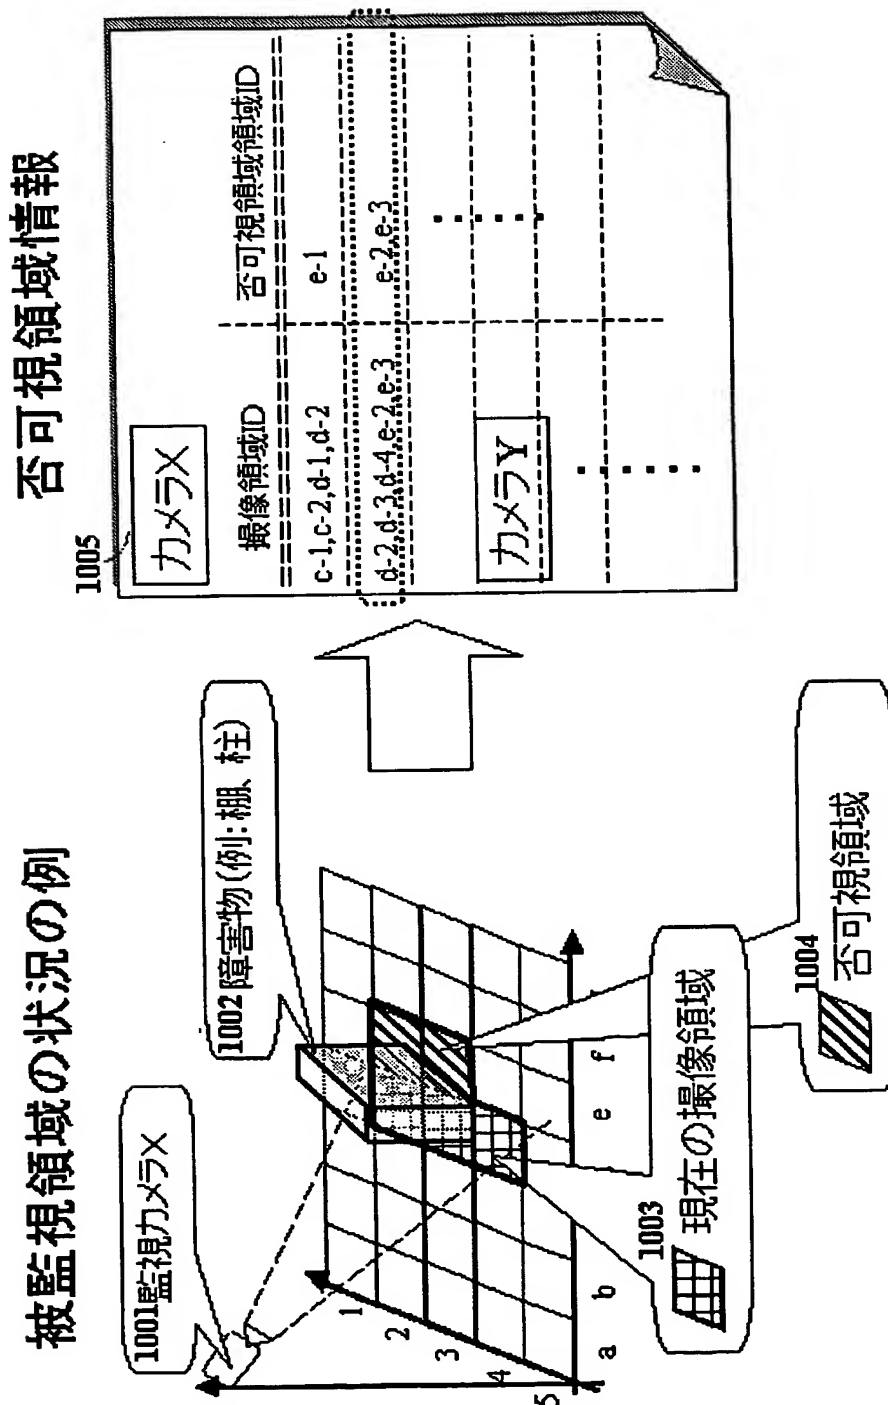 被監視領域の状況の例
1001監視カメラX
1002障害物(例:棚、柱)
1
2
3
4
5
a
b
e
f
1003
現在の撮像領域
1004
否可視領域
否可視領域情報
1005
カメラX
撮像領域ID
否可視領域領域ID
c-1,c-2,d-1,d-2
e-1
d-2,d-3,d-4,e-2,e-3
e-2,e-3
カメラY